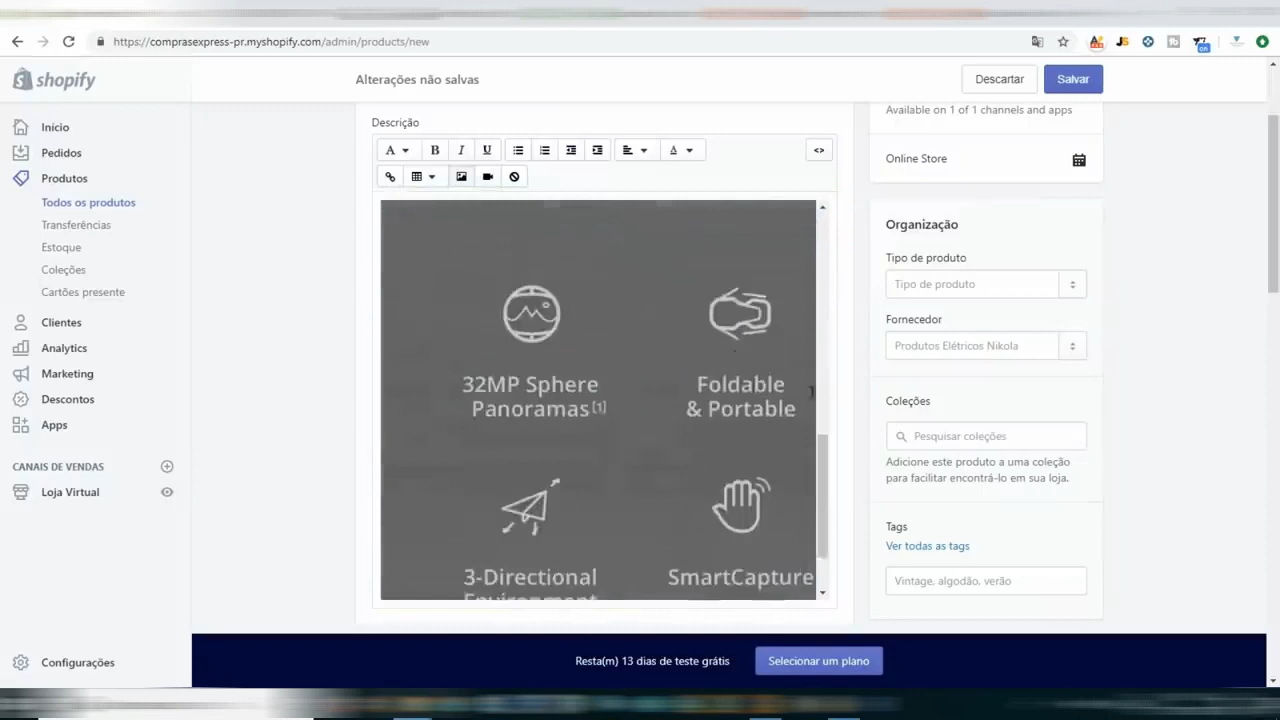 https://comprasexpress-pr.myshopify.com/admin/products/new
JS
on
shopify
Alterações não salvas
Descartar
Salvar
Início
Pedidos
Produtos
Todos os produtos
Transferências
Estoque
Coleções
Cartões presente
Clientes
Analytics
Marketing
Descontos
Apps
CANAIS DE VENDAS
Loja Virtual
Configurações
Descrição
A
B
I
U
A
<>
32MP Sphere
Panoramas[1]
Foldable
& Portable
3-Directional
Environment
SmartCapture
Available on 1 of 1 channels and apps
Online Store
Organização
Tipo de produto
Tipo de produto
Fornecedor
Produtos Elétricos Nikola
Coleções
Pesquisar coleções
Adicione este produto a uma coleção
para facilitar encontrá-lo em sua loja.
Tags
Ver todas as tags
Vintage, algodão, verão
Resta(m) 13 dias de teste grátis
Selecionar um plano